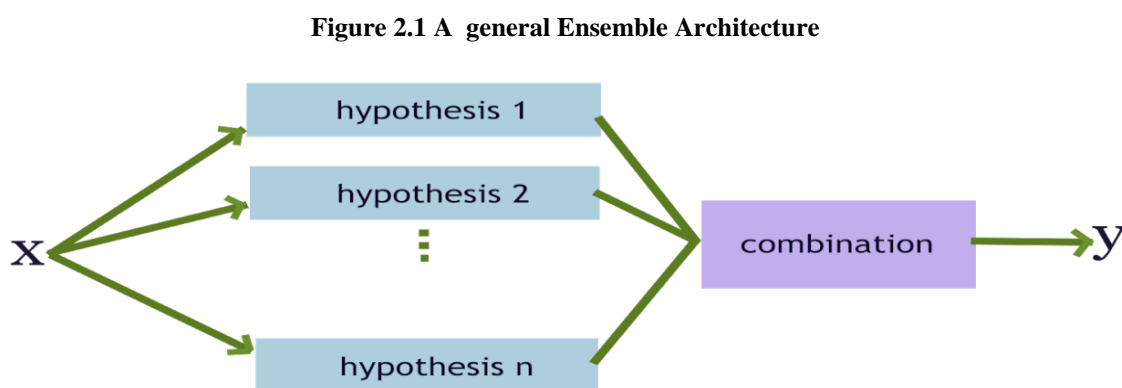 Figure 2.1 A general Ensemble Architecture
hypothesis 1
hypothesis 2
x
combination
y
hypothesis n